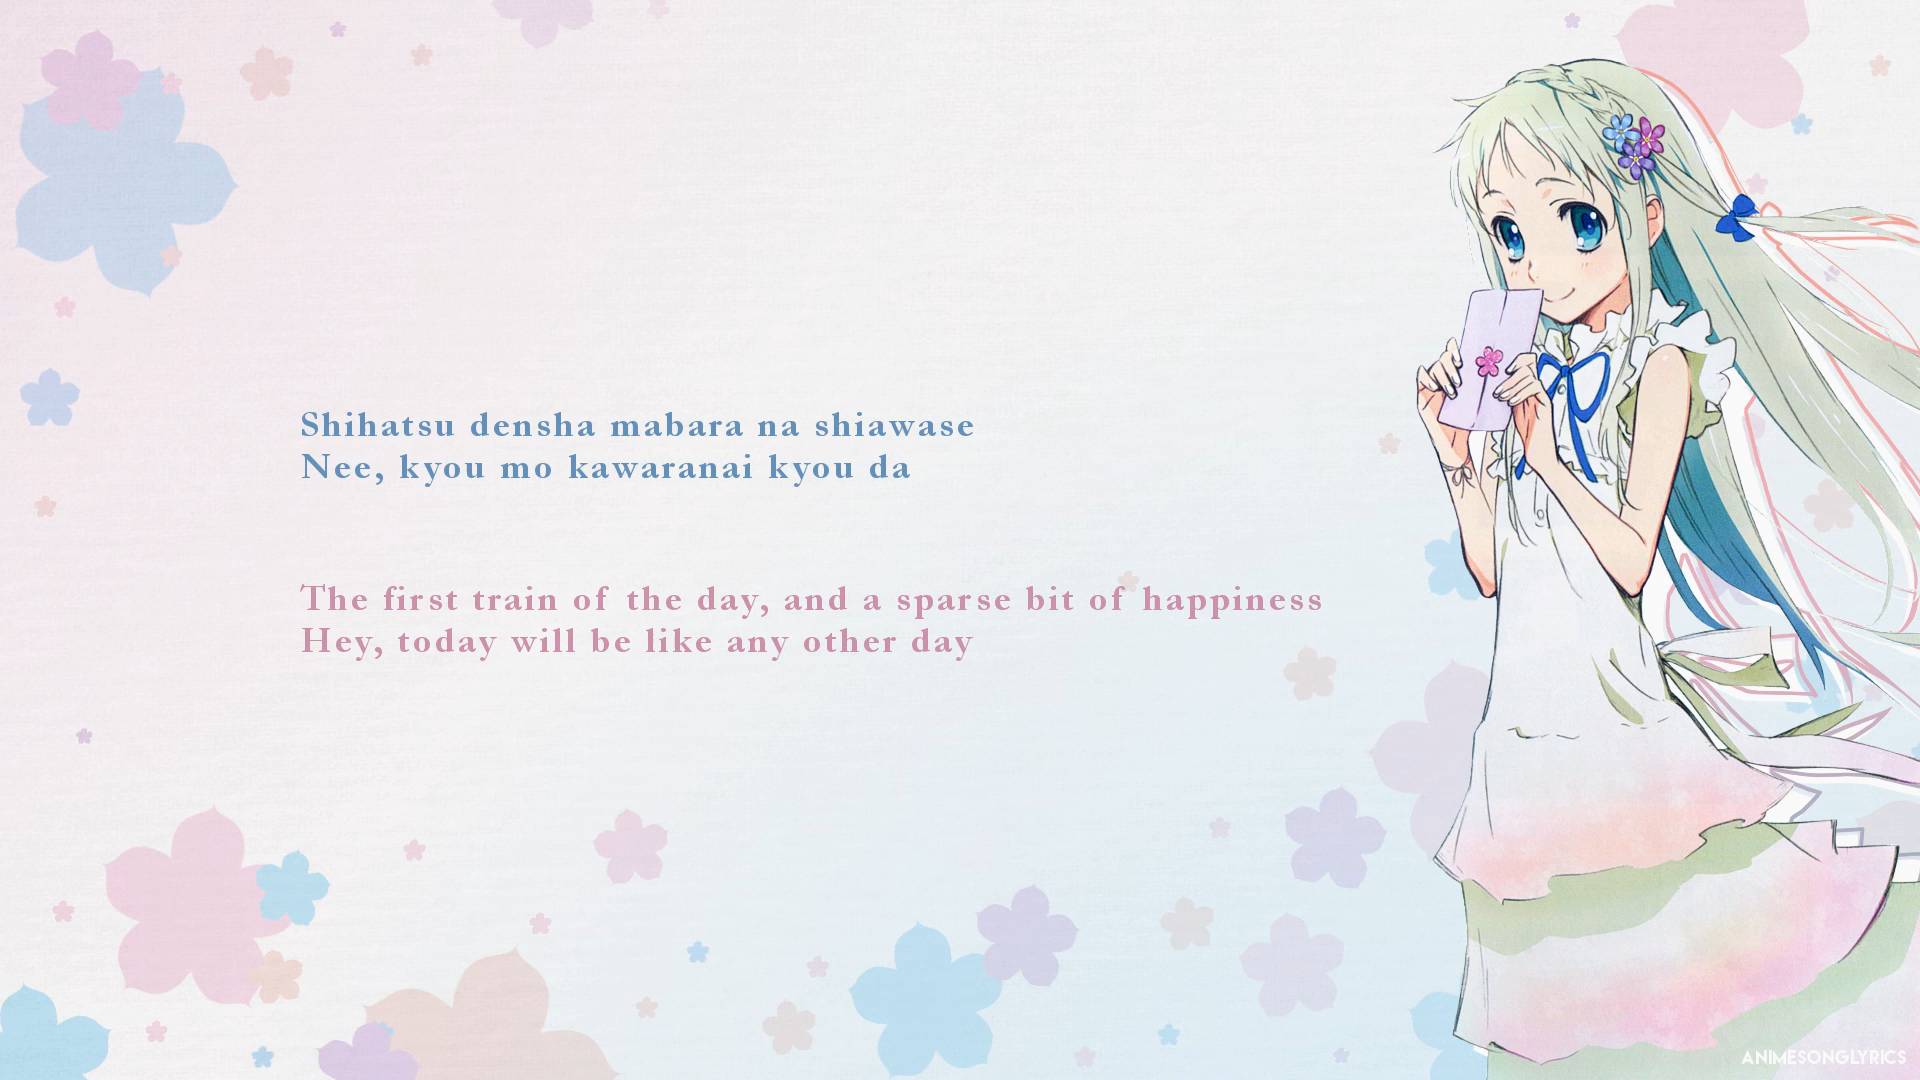 Shihatsu densha mabara na shiawase
Nee, kyou mo kawaranai kyou da
The first train of the day, and a sparse bit of happiness
Hey, today will be like any other day
ANIMESONGLYRICS